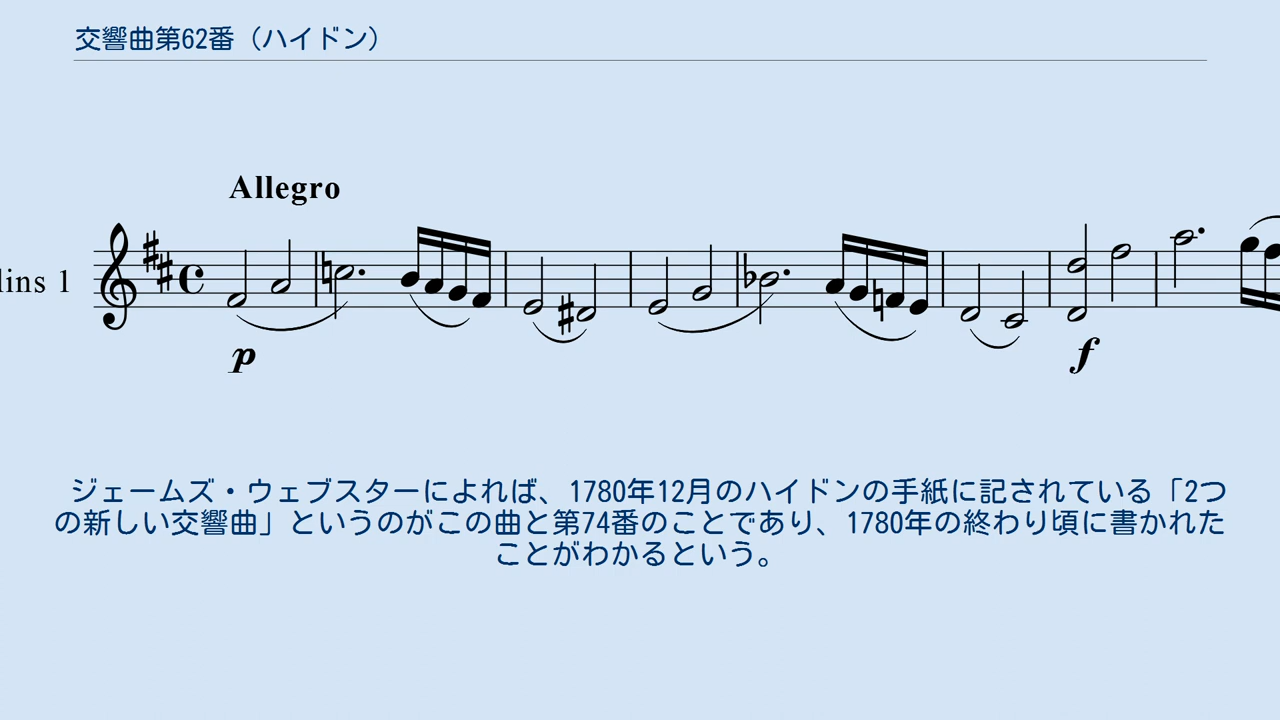 交響曲第62番（ハイドン）
Allegro
lins 1
p
f
ジェームズ・ウェブスターによれば、1780年12月のハイドンの手紙に記されている「2つ
の新しい交響曲」というのがこの曲と第74番のことであり、1780年の終わり頃に書かれた
ことがわかるという。